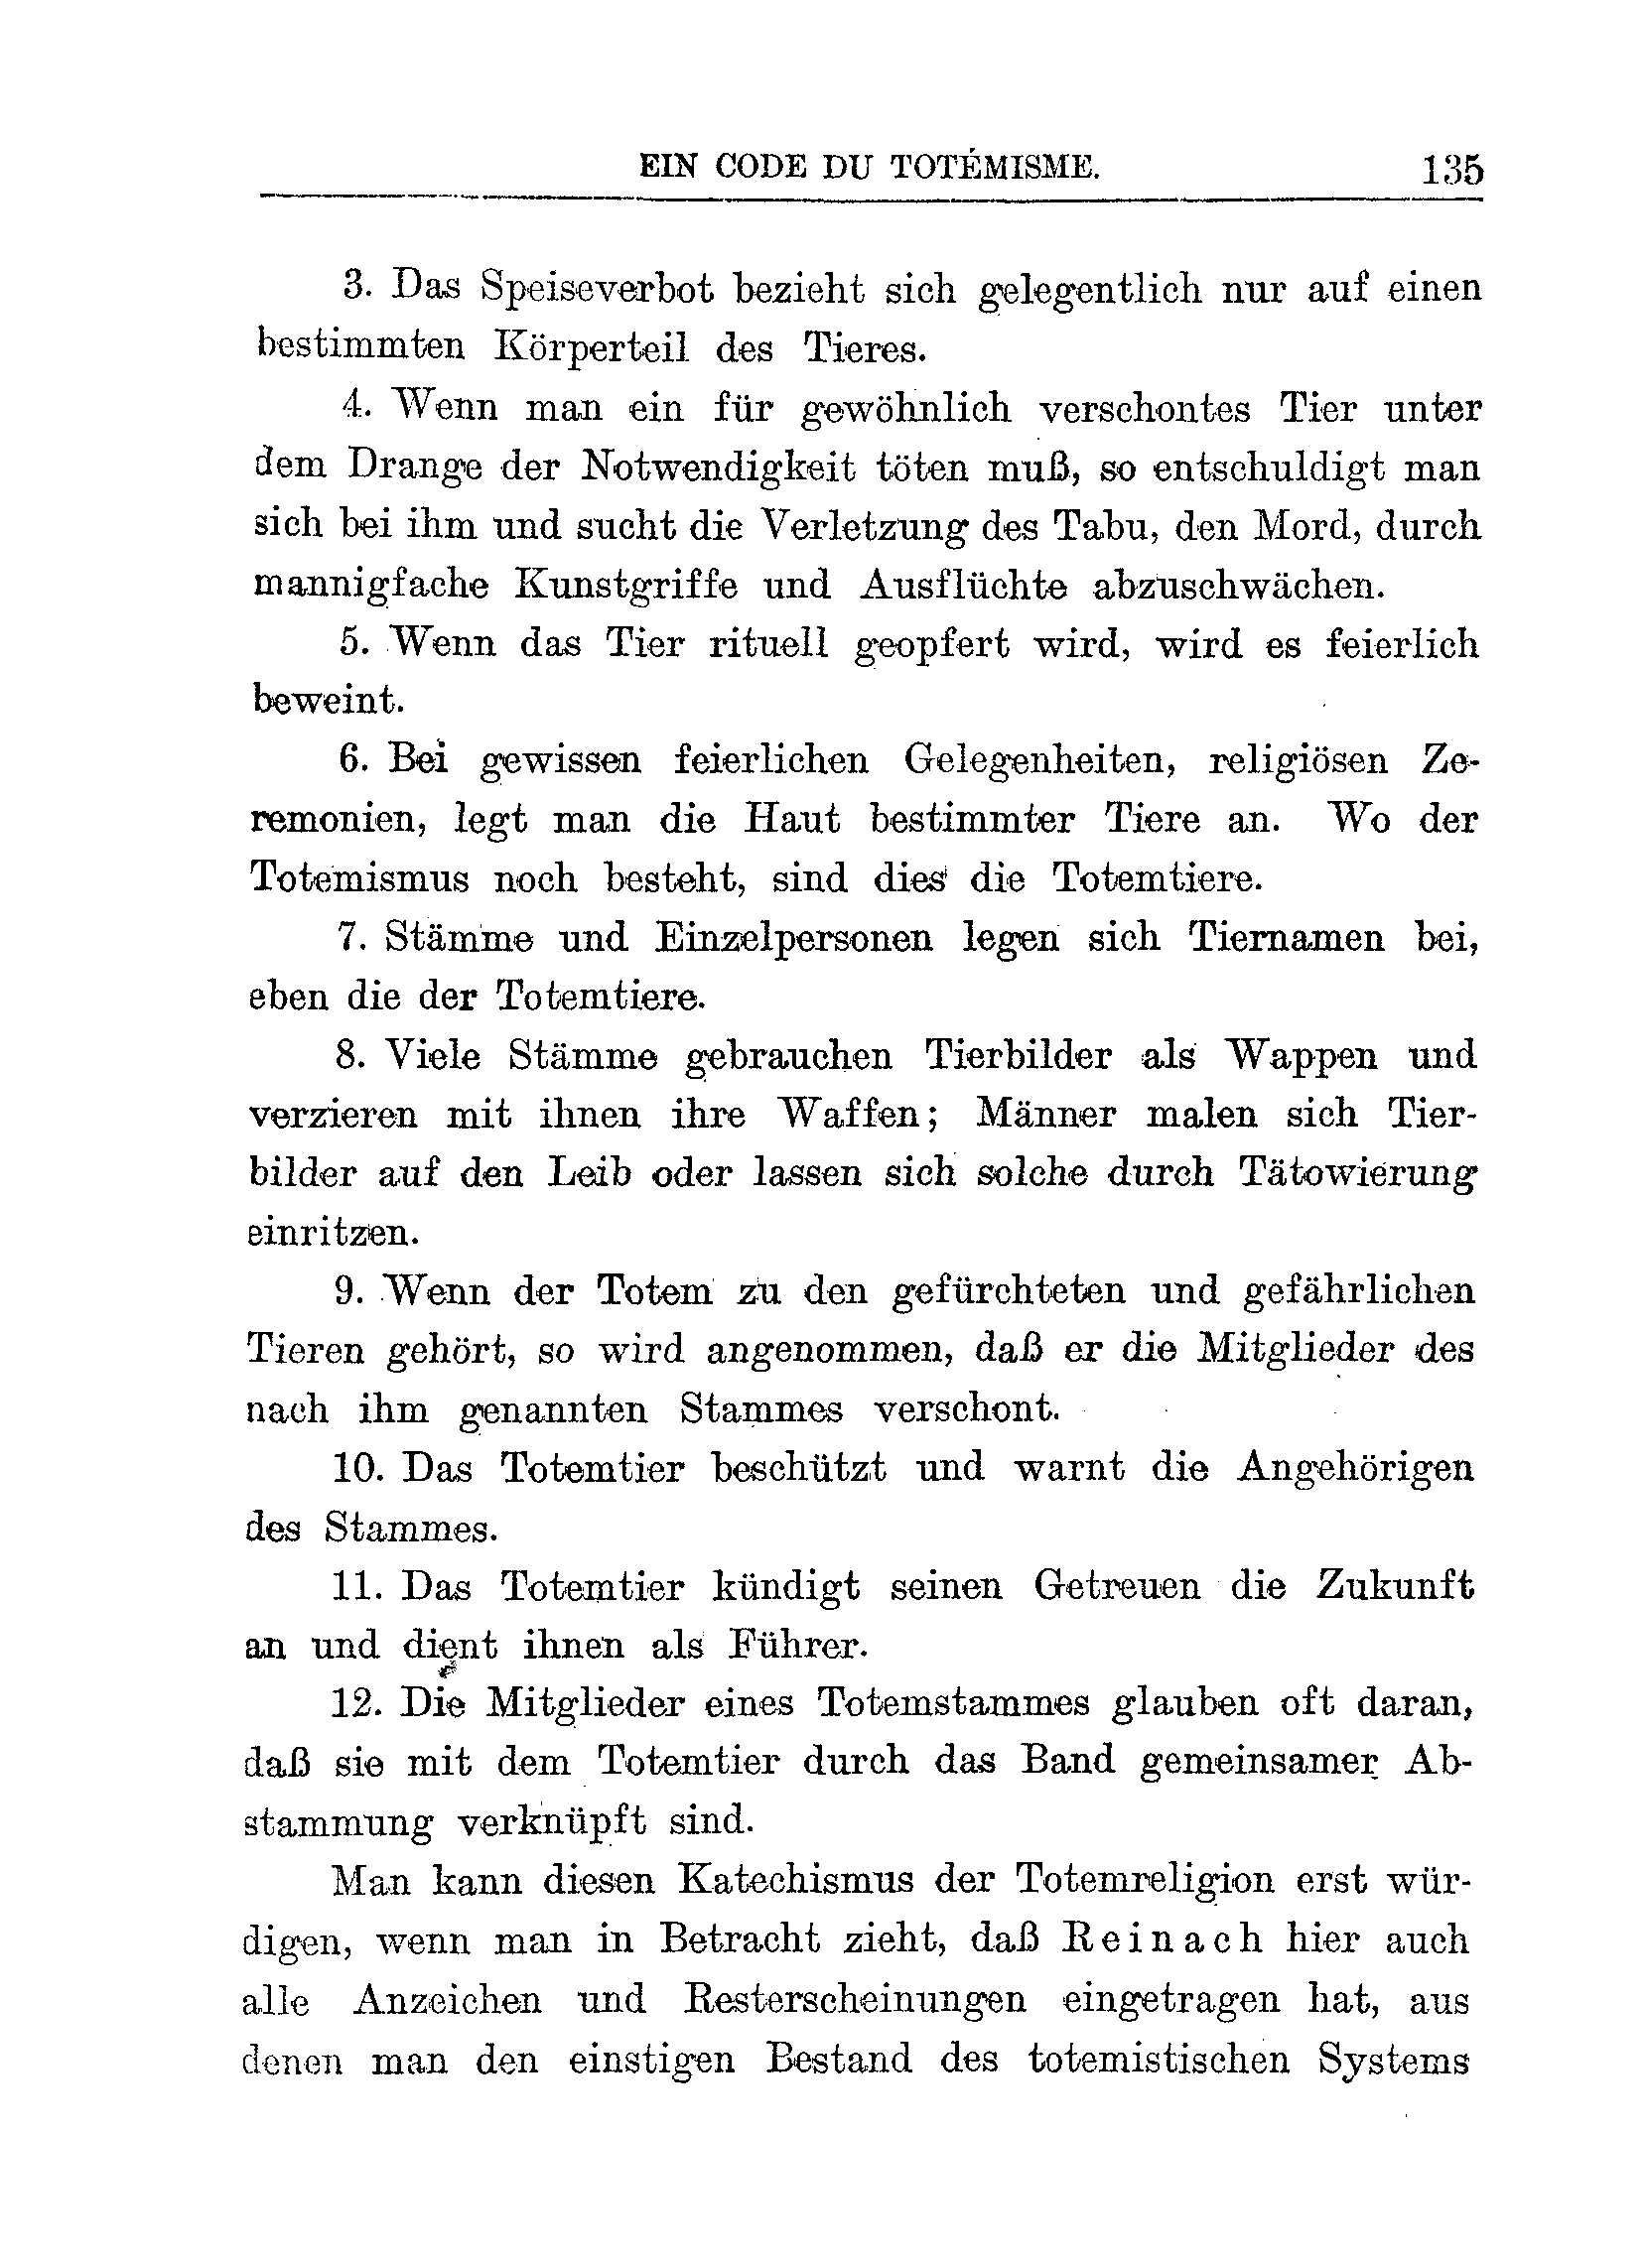 EIN CODE DU TOTÉMISME. 135
3. Das Speiseverbot bezieht sich gelegentlich nur auf einen
bestimmten Körperteil des Tieres.
4. Wenn man ein für gewöhnlich verschontes Tier unter
dem Drange der Notwendigkeit töten muß, so entschuldigt man
sich bei ihm und sucht die Verletzung des Tabu, den Mord, durch
mannigfache Kunstgriffe und Ausflüchte abzuschwächen.
5. Wenn das Tier rituell geopfert wird, wird es feierlich
beweint.
6. Bei gewissen feierlichen Gelegenheiten, religiösen Ze-
remonien, legt man die Haut bestimmter Tiere an. Wo der
Totemismus noch besteht, sind dies die Totemtiere.
7. Stämme und Einzelpersonen legen sich Tiernamen bei,
eben die der Totemtiere.
8. Viele Stämme gebrauchen Tierbilder als Wappen und
verzieren mit ihnen ihre Waffen; Männer malen sich Tier-
bilder auf den Leib oder lassen sich solche durch Tätowierung
einritzen.
9. Wenn der Totem zu den gefürchteten und gefährlichen
Tieren gehört, so wird angenommen, daß er die Mitglieder des
nach ihm genannten Stammes verschont.
10. Das Totemtier beschützt und warnt die Angehörigen
des Stammes.
11. Das Totemtier kündigt seinen Getreuen die Zukunft
an und dient ihnen als Führer.
12. Die Mitglieder eines Totemstammes glauben oft daran,
daß sie mit dem Totemtier durch das Band gemeinsamer Ab-
stammung verknüpft sind.
Man kann diesen Katechismus der Totemreligion erst wür-
digen, wenn man in Betracht zieht, daß Reinach hier auch
alle Anzeichen und Resterscheinungen eingetragen hat, aus
denen man den einstigen Bestand des totemistischen Systems